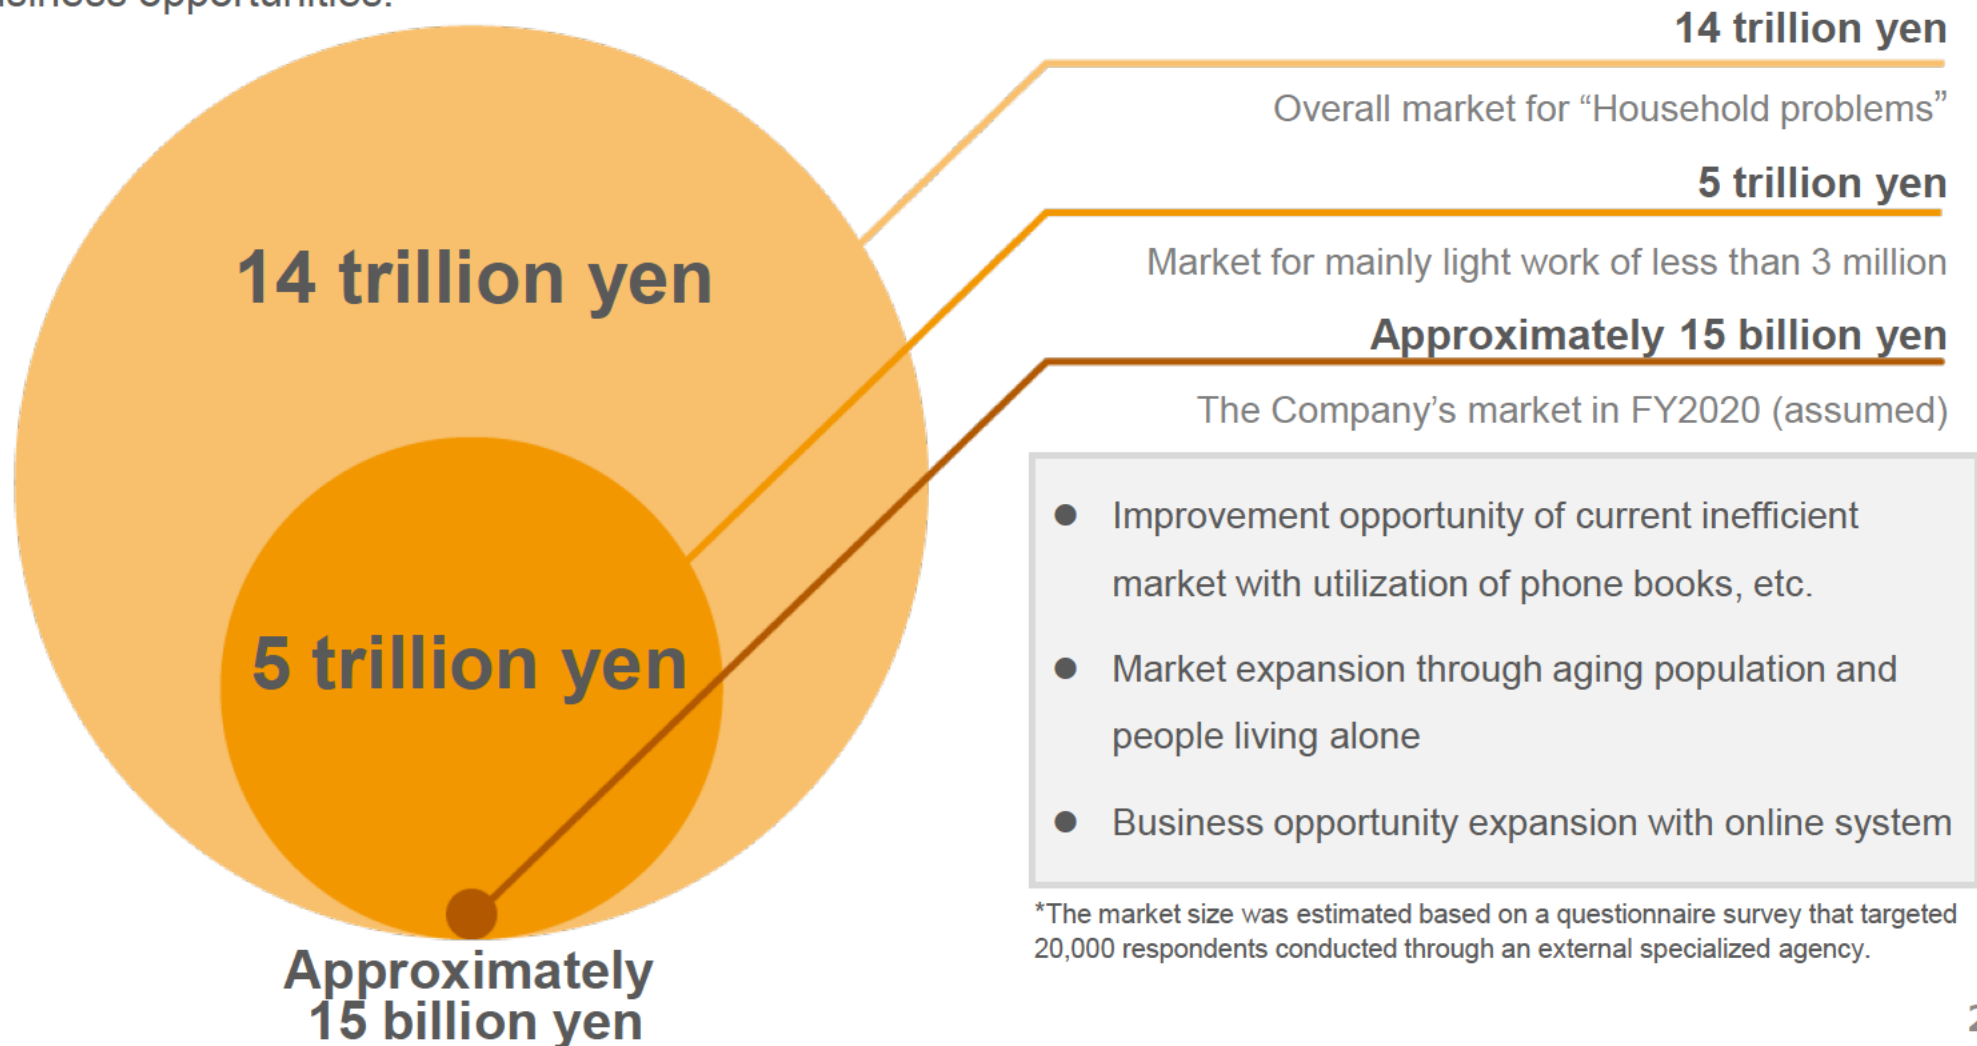 business opportunities.
14 trillion yen
Overall market for “Household problems”
5 trillion yen
Market for mainly light work of less than 3 million
Approximately 15 billion yen
The Company’s market in FY2020 (assumed)
14 trillion yen
5 trillion yen
Approximately
15 billion yen
● Improvement opportunity of current inefficient
market with utilization of phone books, etc.
● Market expansion through aging population and
people living alone
● Business opportunity expansion with online system
*The market size was estimated based on a questionnaire survey that targeted
20,000 respondents conducted through an external specialized agency.